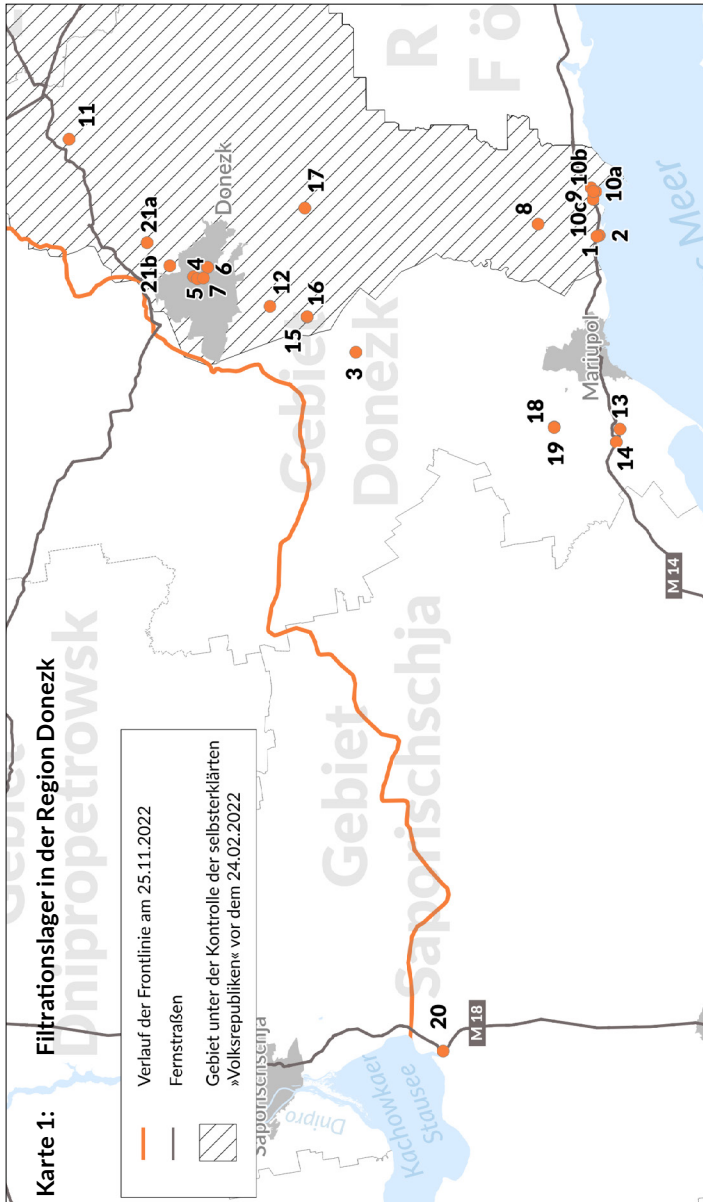 Karte 1: Filtrationslager in der Region Donezk
Verlauf der Frontlinie am 25.11.2022
Fernstraßen
Gebiet unter der Kontrolle der selbsterklärten
»Volksrepubliken« vor dem 24.02.2022
Dnipropetrowsk
Saporischschja
Dnipro
Kachowkaer
Stausee
20
M 18
Gebiet
Saporischschja
M 14
Gebiet
Donezk
Donezk
11
21a
21b
4
5
6
7
17
12
16
15
3
8
18
19
Mariupol
13
14
1
2
9
10a
10b
10c
Meer
R
F ö